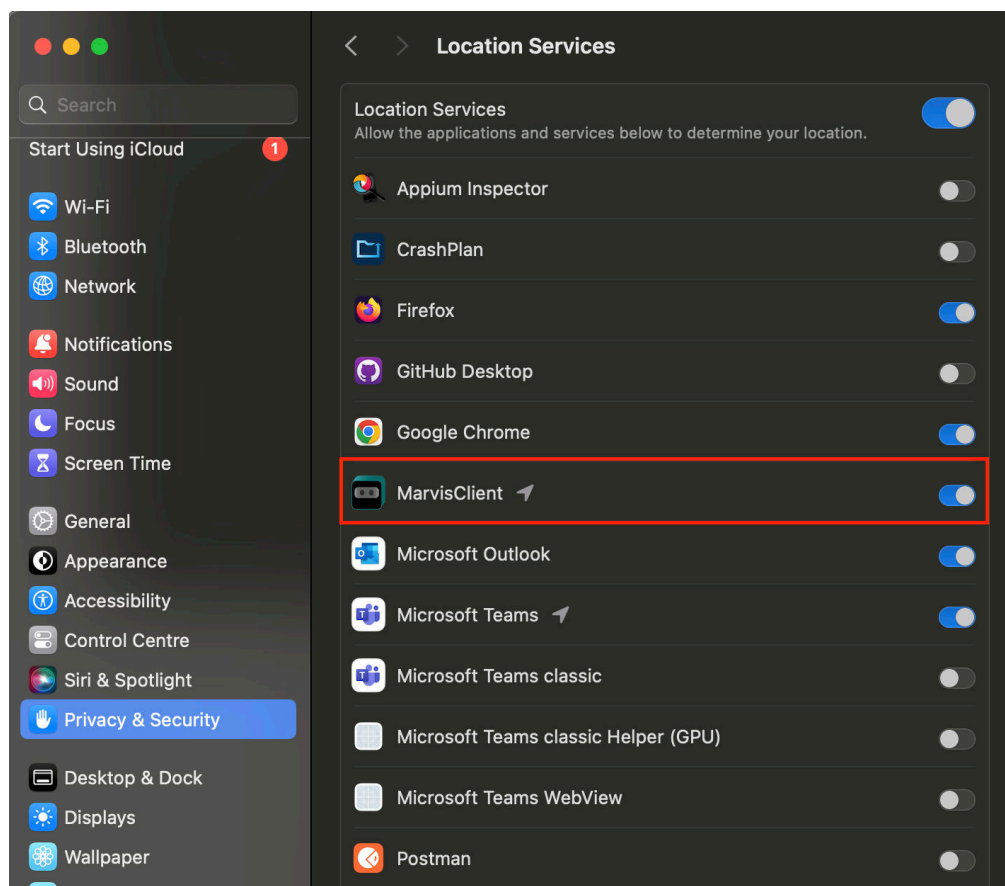 Search
Start Using iCloud
1
Wi-Fi
Bluetooth
Network
Notifications
Sound
Focus
Screen Time
General
Appearance
Accessibility
Control Centre
Siri & Spotlight
Privacy & Security
Desktop & Dock
Displays
Wallpaper
Location Services
Location Services
Allow the applications and services below to determine your location.
Appium Inspector
CrashPlan
Firefox
GitHub Desktop
Google Chrome
MarvisClient
Microsoft Outlook
Microsoft Teams
Microsoft Teams classic
Microsoft Teams classic Helper (GPU)
Microsoft Teams WebView
Postman